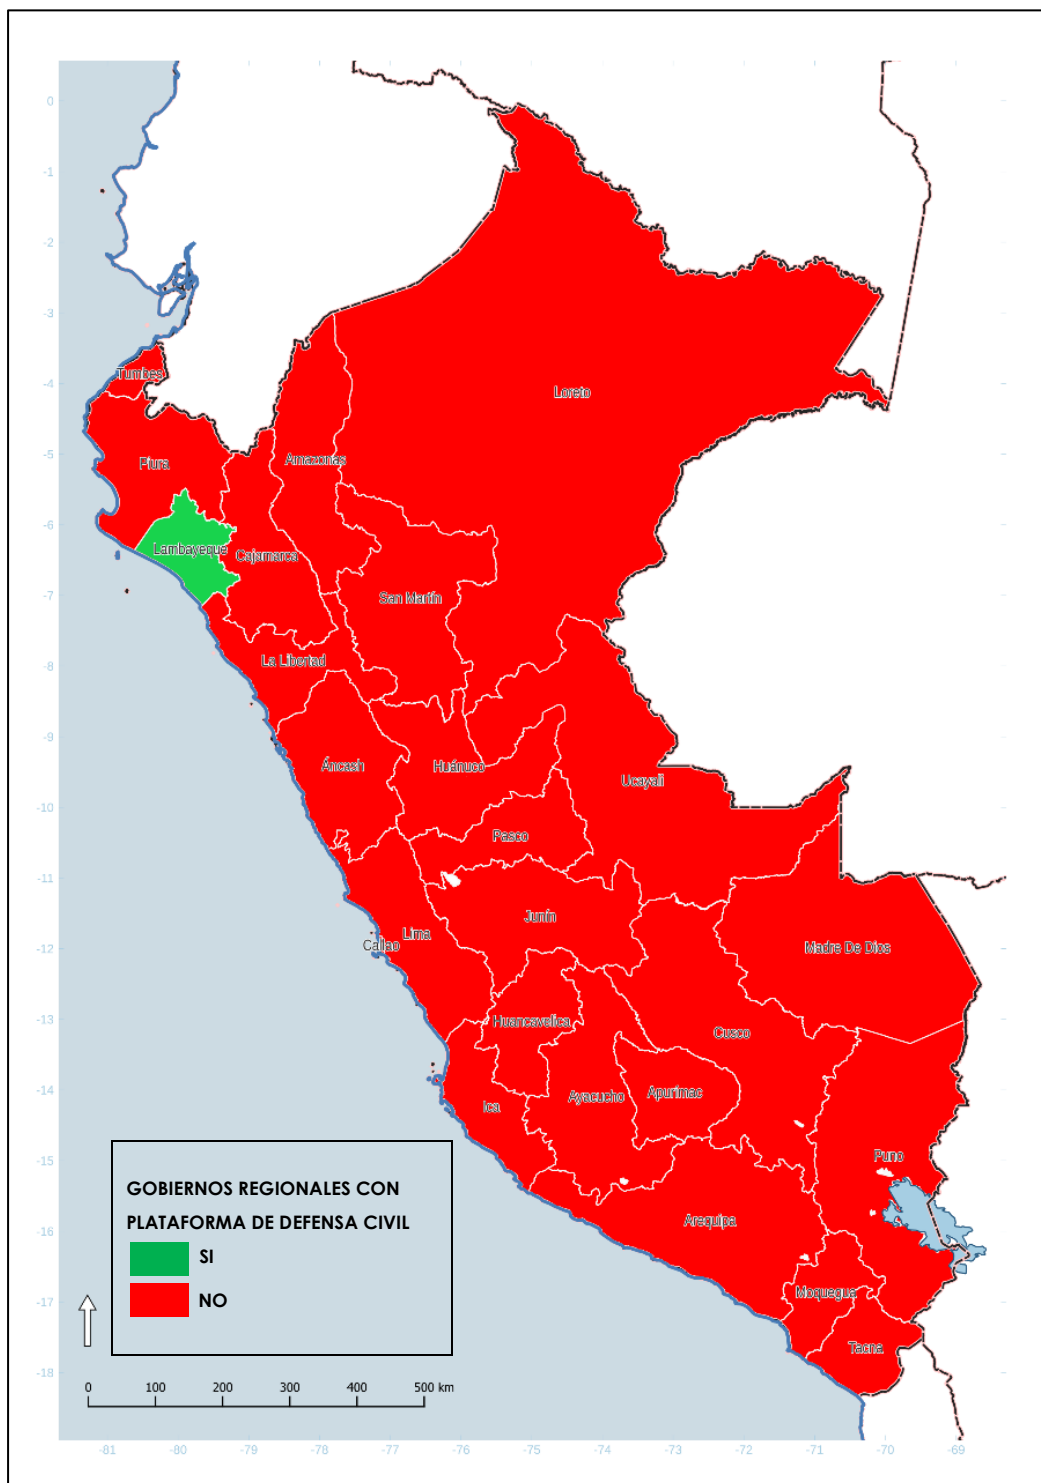 0
-1
-2
-3
Tumbes
-4
Loreto
-5
Piura
Amazonas
-6
Lambayeque
Cajamarca
-7
San Martín
-8
La Libertad
-9
Áncash
Huánuco
Ucayali
-10
Pasco
-11
Junín
Lima
Callao
Madre De Dios
-12
-13
Huancavelica
Cusco
-14
Ica
Ayacucho
Apurímac
-15
Puno
Arequipa
-16
Moquegua
-17
Tacna
-18
GOBIERNOS REGIONALES CON
PLATAFORMA DE DEFENSA CIVIL
SI
NO
0 100 200 300 400 500 km
-81 -80 -79 -78 -77 -76 -75 -74 -73 -72 -71 -70 -69